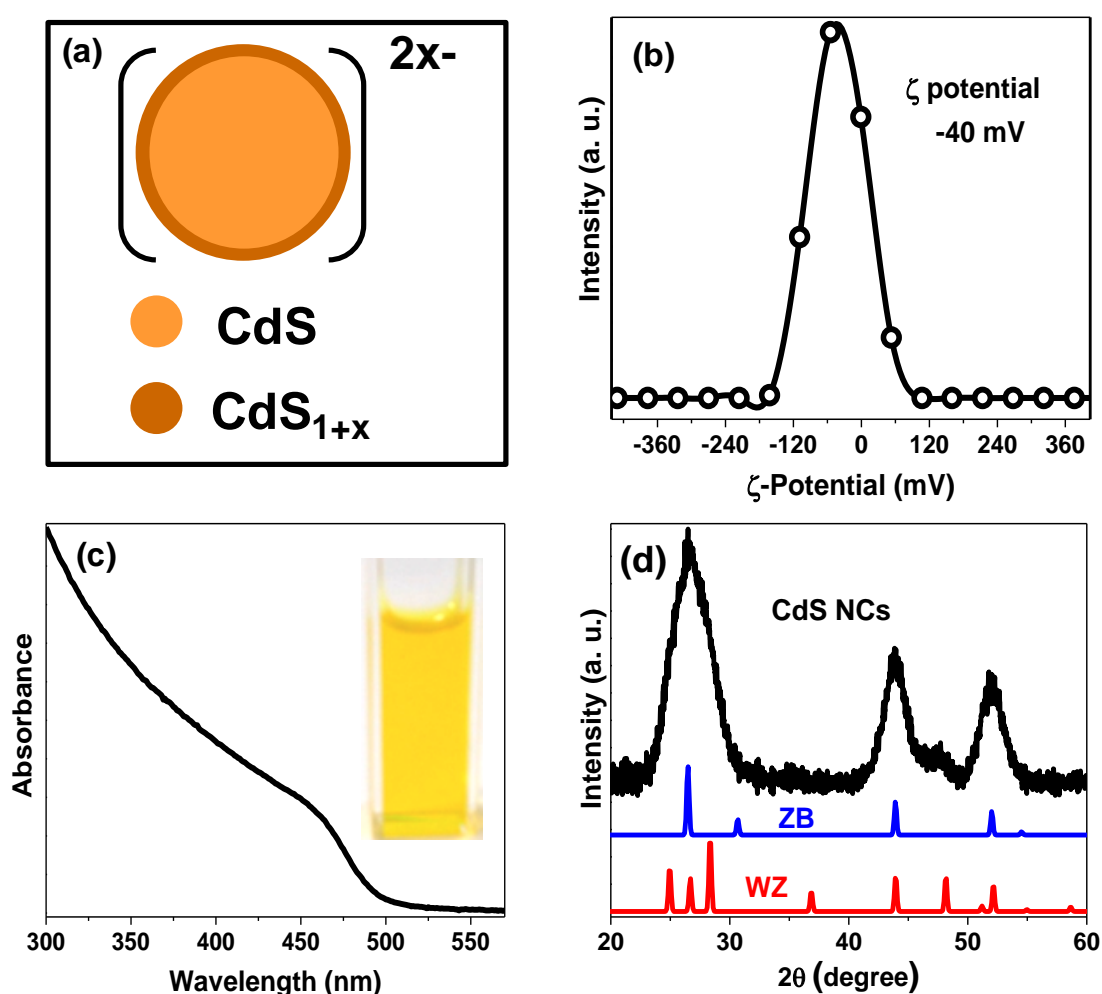 (a)
2x-
CdS
CdS1+x
(b)
ζ potential
-40 mV
Intensity (a. u.)
-360 -240 -120 0 120 240 360
ζ-Potential (mV)
(c)
Absorbance
300 350 400 450 500 550
Wavelength (nm)
(d)
CdS NCs
ZB
WZ
Intensity (a. u.)
20 30 40 50 60
2θ (degree)